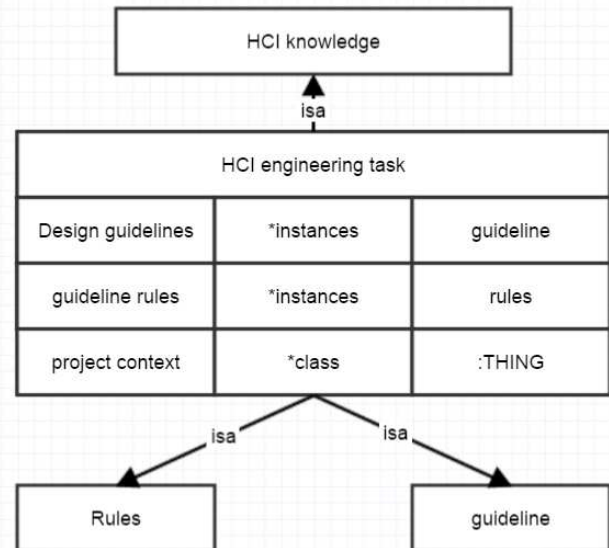 HCI knowledge
isa
HCI engineering task
Design guidelines *instances guideline
guideline rules *instances rules
project context *class :THING
isa isa
Rules guideline